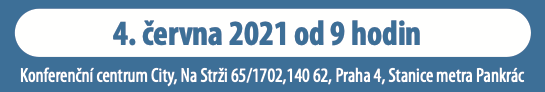 4. června 2021 od 9 hodin
Konferenční centrum City, Na Strži 65/1702,140 62, Praha 4, Stanice metra Pankrác